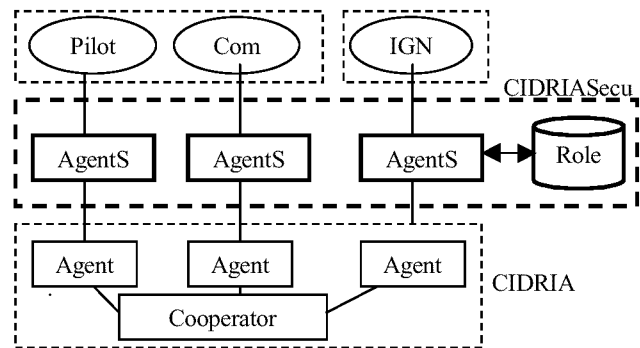 Pilot
Com
IGN
CIDRIASecu
AgentS
AgentS
AgentS
Role
Agent
Agent
Agent
CIDRIA
Cooperator